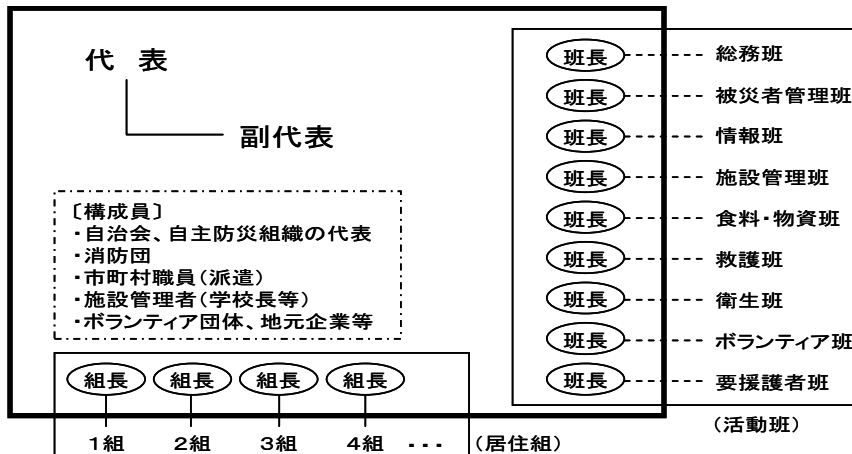 代 表
副代表
〔構成員〕
・自治会、自主防災組織の代表
・消防団
・市町村職員(派遣)
・施設管理者(学校長等)
・ボランティア団体、地元企業等
班長 総務班
班長 被災者管理班
班長 情報班
班長 施設管理班
班長 食料・物資班
班長 救護班
班長 衛生班
班長 ボランティア班
班長 要援護者班
(活動班)
組長 組長 組長 組長
1組 2組 3組 4組 ・・・ (居住組)